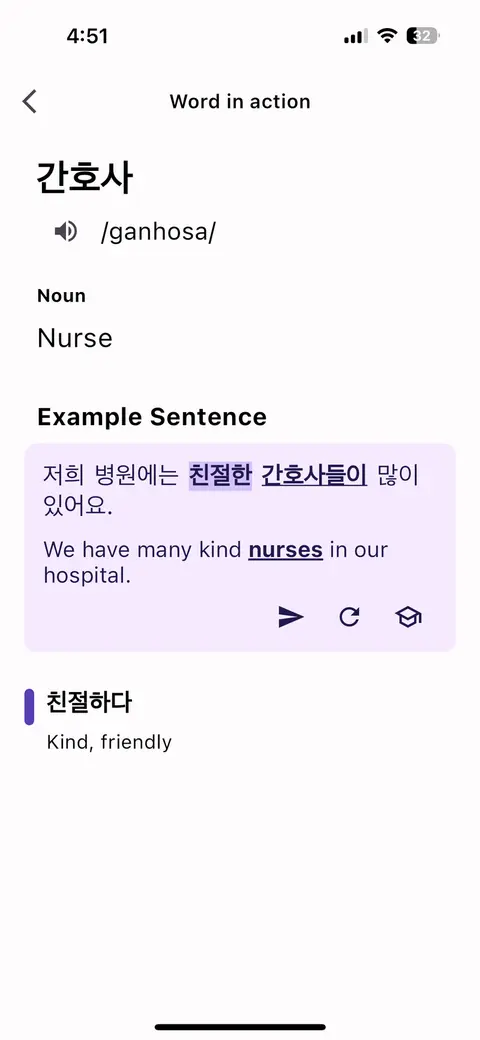 4:51
32
Word in action
간호사
/ganhosa/
Noun
Nurse
Example Sentence
저희 병원에는 친절한 간호사들이 많이
있어요.
We have many kind nurses in our
hospital.
친절하다
Kind, friendly